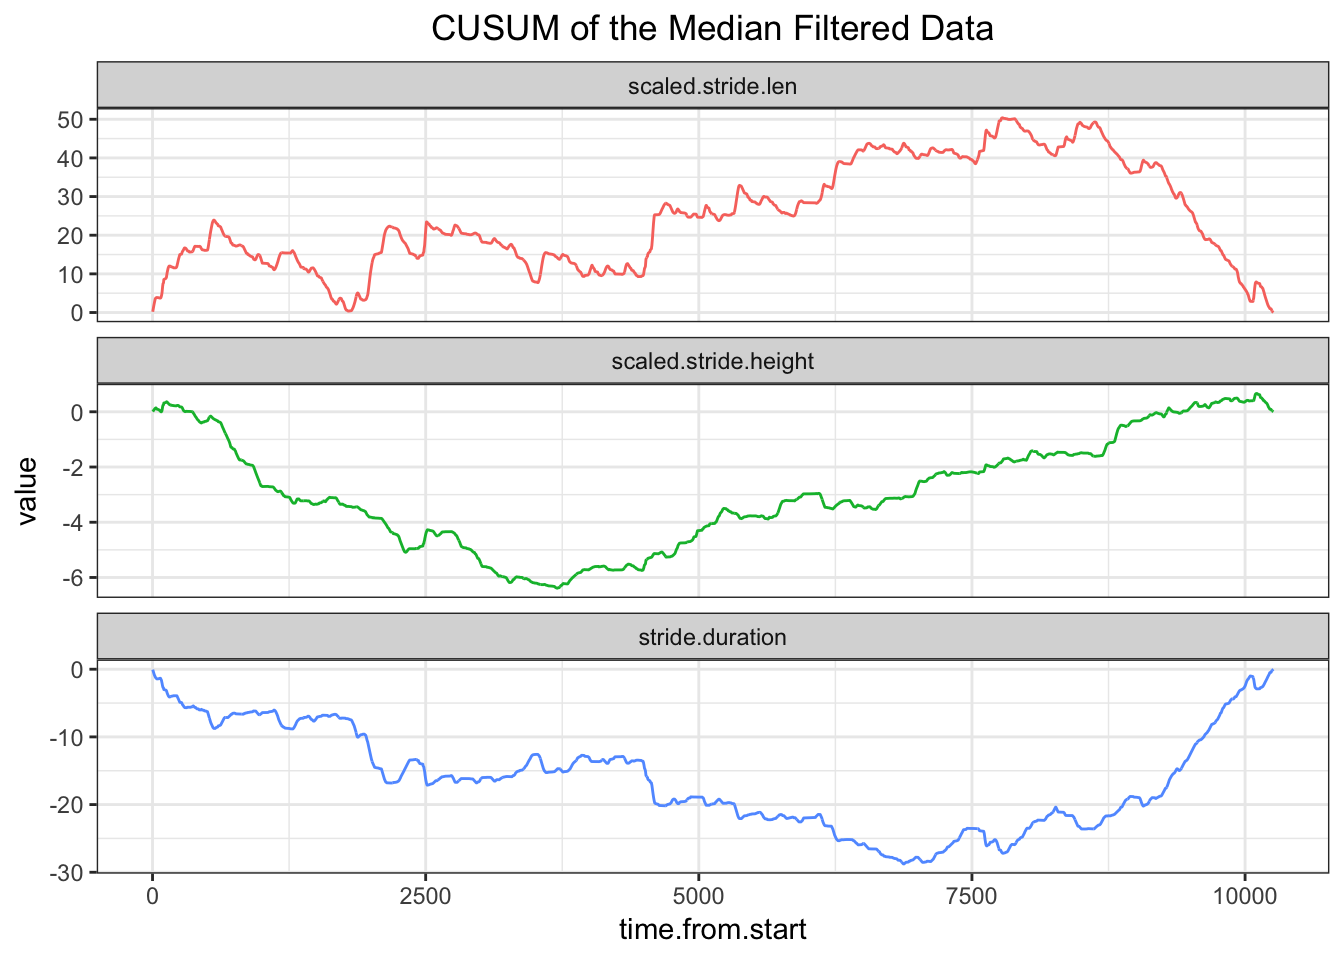 CUSUM of the Median Filtered Data
scaled.stride.len
50
40
30
20
10
0
scaled.stride.height
0
-2
-4
-6
value
stride.duration
0
-10
-20
-30
0 2500 5000 7500 10000
time.from.start